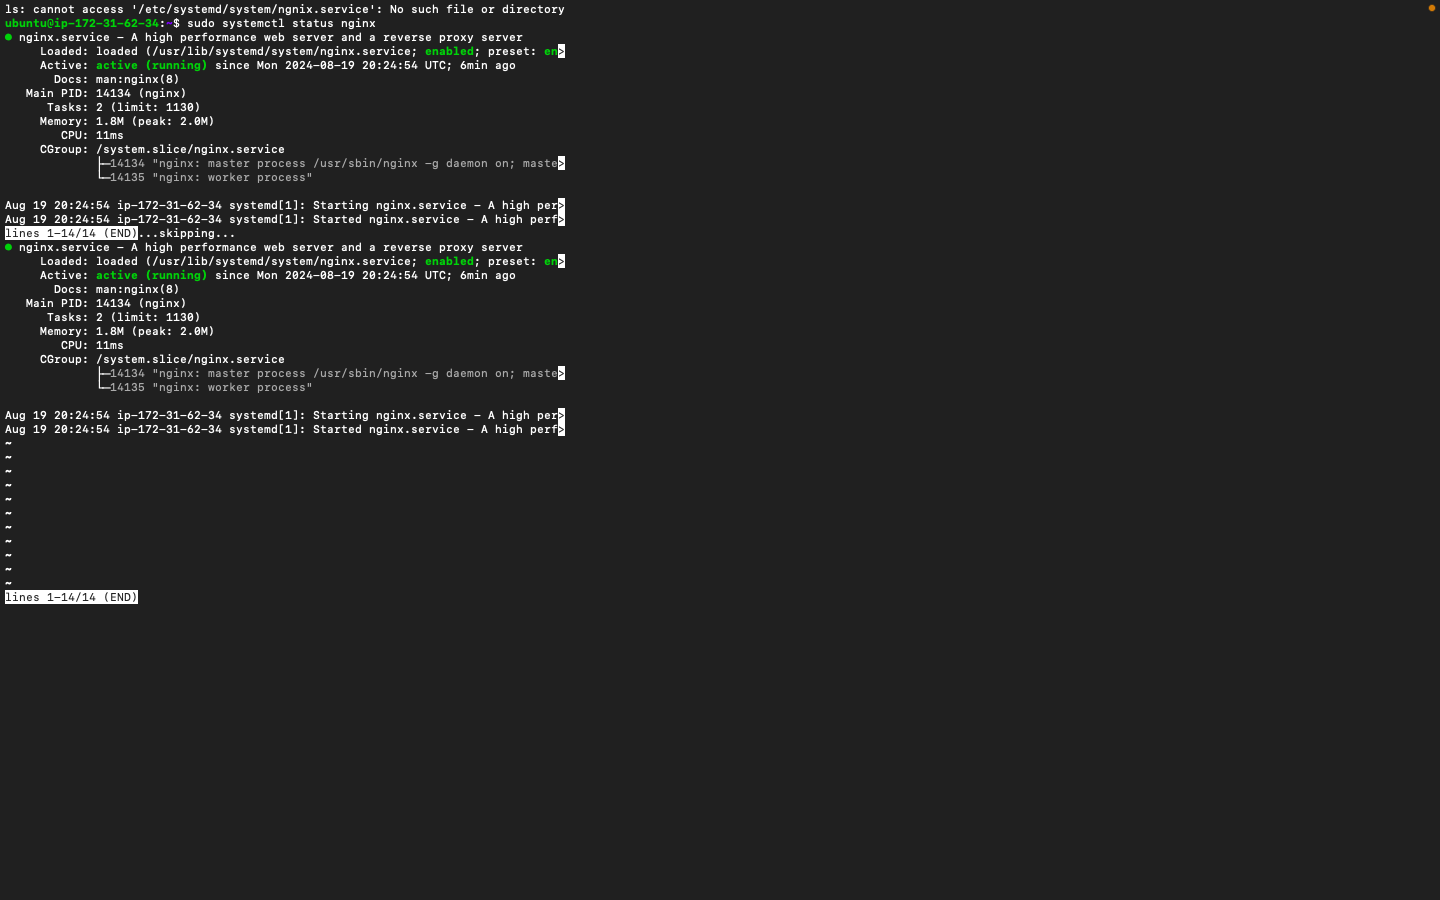 ls: cannot access '/etc/systemd/system/ngnix.service': No such file or directory
ubuntu@ip-172-31-62-34:~$ sudo systemctl status nginx
● nginx.service - A high performance web server and a reverse proxy server
     Loaded: loaded (/usr/lib/systemd/system/nginx.service; enabled; preset: en>
     Active: active (running) since Mon 2024-08-19 20:24:54 UTC; 6min ago
       Docs: man:nginx(8)
   Main PID: 14134 (nginx)
      Tasks: 2 (limit: 1130)
     Memory: 1.8M (peak: 2.0M)
        CPU: 11ms
     CGroup: /system.slice/nginx.service
             ├─14134 "nginx: master process /usr/sbin/nginx -g daemon on; maste>
             └─14135 "nginx: worker process"

Aug 19 20:24:54 ip-172-31-62-34 systemd[1]: Starting nginx.service - A high per>
Aug 19 20:24:54 ip-172-31-62-34 systemd[1]: Started nginx.service - A high perf>
lines 1-14/14 (END)...skipping...
● nginx.service - A high performance web server and a reverse proxy server
     Loaded: loaded (/usr/lib/systemd/system/nginx.service; enabled; preset: en>
     Active: active (running) since Mon 2024-08-19 20:24:54 UTC; 6min ago
       Docs: man:nginx(8)
   Main PID: 14134 (nginx)
      Tasks: 2 (limit: 1130)
     Memory: 1.8M (peak: 2.0M)
        CPU: 11ms
     CGroup: /system.slice/nginx.service
             ├─14134 "nginx: master process /usr/sbin/nginx -g daemon on; maste>
             └─14135 "nginx: worker process"

Aug 19 20:24:54 ip-172-31-62-34 systemd[1]: Starting nginx.service - A high per>
Aug 19 20:24:54 ip-172-31-62-34 systemd[1]: Started nginx.service - A high perf>
~
~
~
~
~
~
~
~
~
~
~
lines 1-14/14 (END)